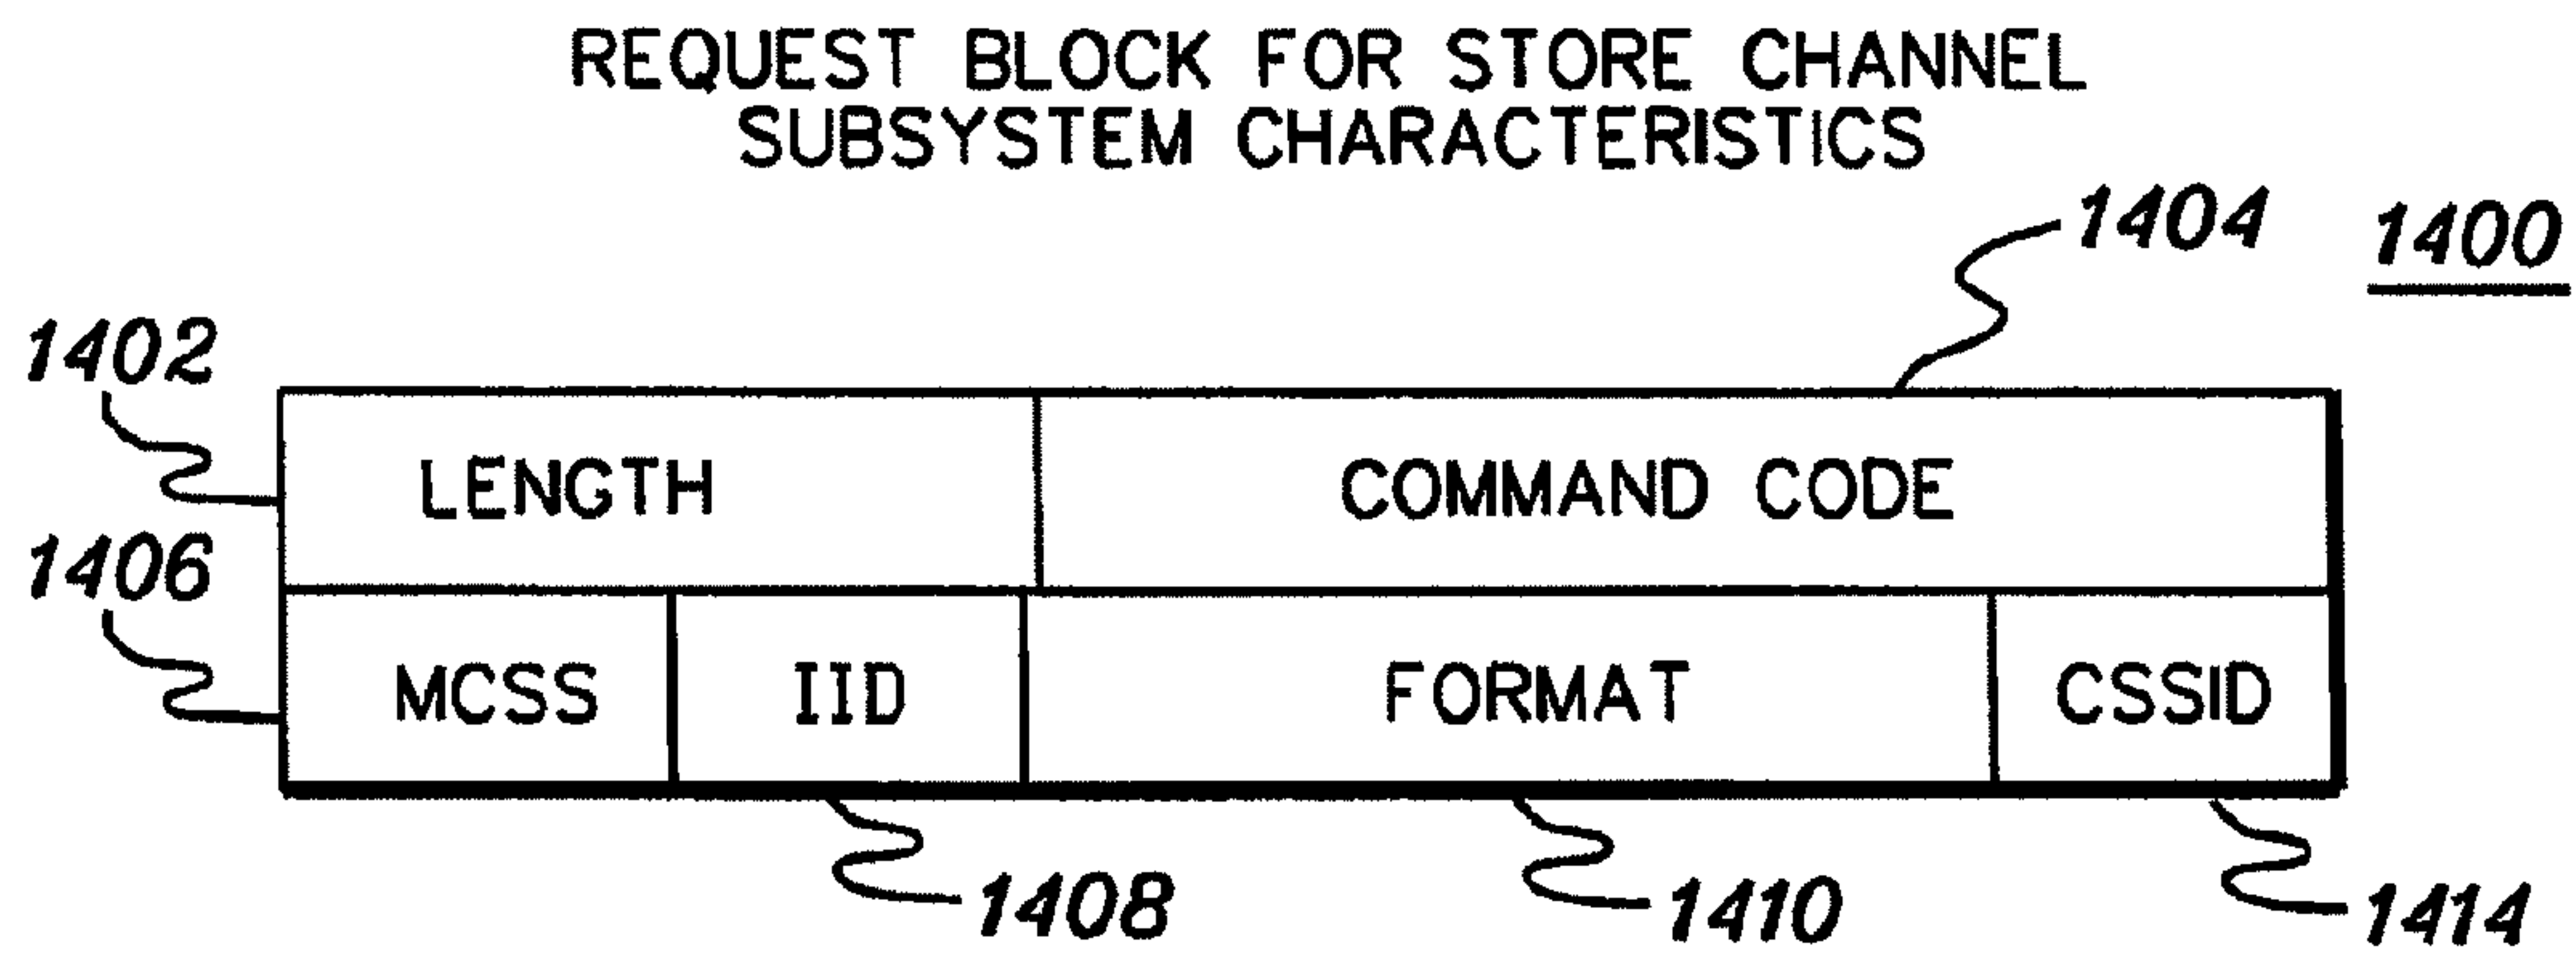 REQUEST BLOCK FOR STORE CHANNEL
SUBSYSTEM CHARACTERISTICS
1404
1400
1402
LENGTH COMMAND CODE
1406
MCSS IID FORMAT CSSID
1408
1410
1414